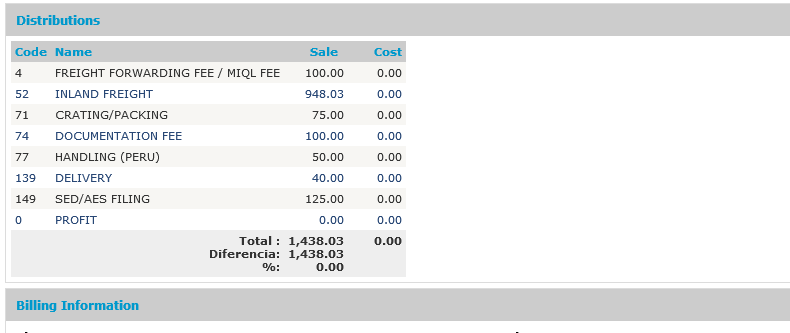 Distributions
Code Name Sale Cost
4 FREIGHT FORWARDING FEE / MIQL FEE 100.00 0.00
52 INLAND FREIGHT 948.03 0.00
71 CRATING/PACKING 75.00 0.00
74 DOCUMENTATION FEE 100.00 0.00
77 HANDLING (PERU) 50.00 0.00
139 DELIVERY 40.00 0.00
149 SED/AES FILING 125.00 0.00
0 PROFIT 0.00 0.00
Total : 1,438.03 0.00
Diferencia: 1,438.03
%: 0.00
Billing Information